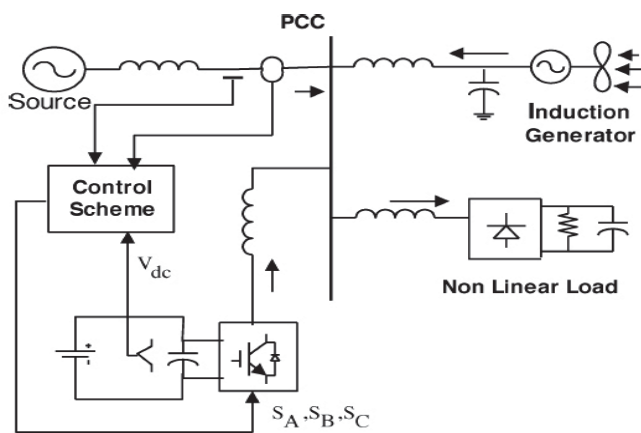 PCC
Source
Induction
Generator
Control
Scheme
V_dc
Non Linear Load
S_A ,S_B ,S_C